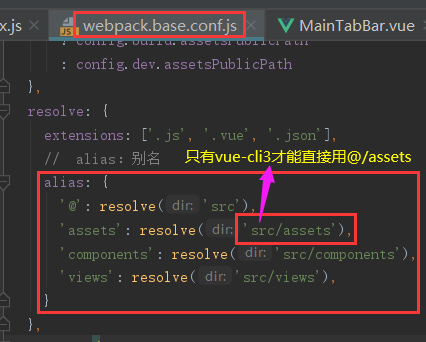 x.js webpack.base.conf.js MainTabBar.vue
? config.build.assetsPublicPath
: config.dev.assetsPublicPath
},
resolve: {
extensions: ['.js', '.vue', '.json'],
// alias：别名 只有vue-cli3才能直接用@/assets
alias: {
'@': resolve( dir: 'src'),
'assets': resolve( dir: 'src/assets'),
'components': resolve( dir: 'src/components'),
'views': resolve( dir: 'src/views'),
}
},